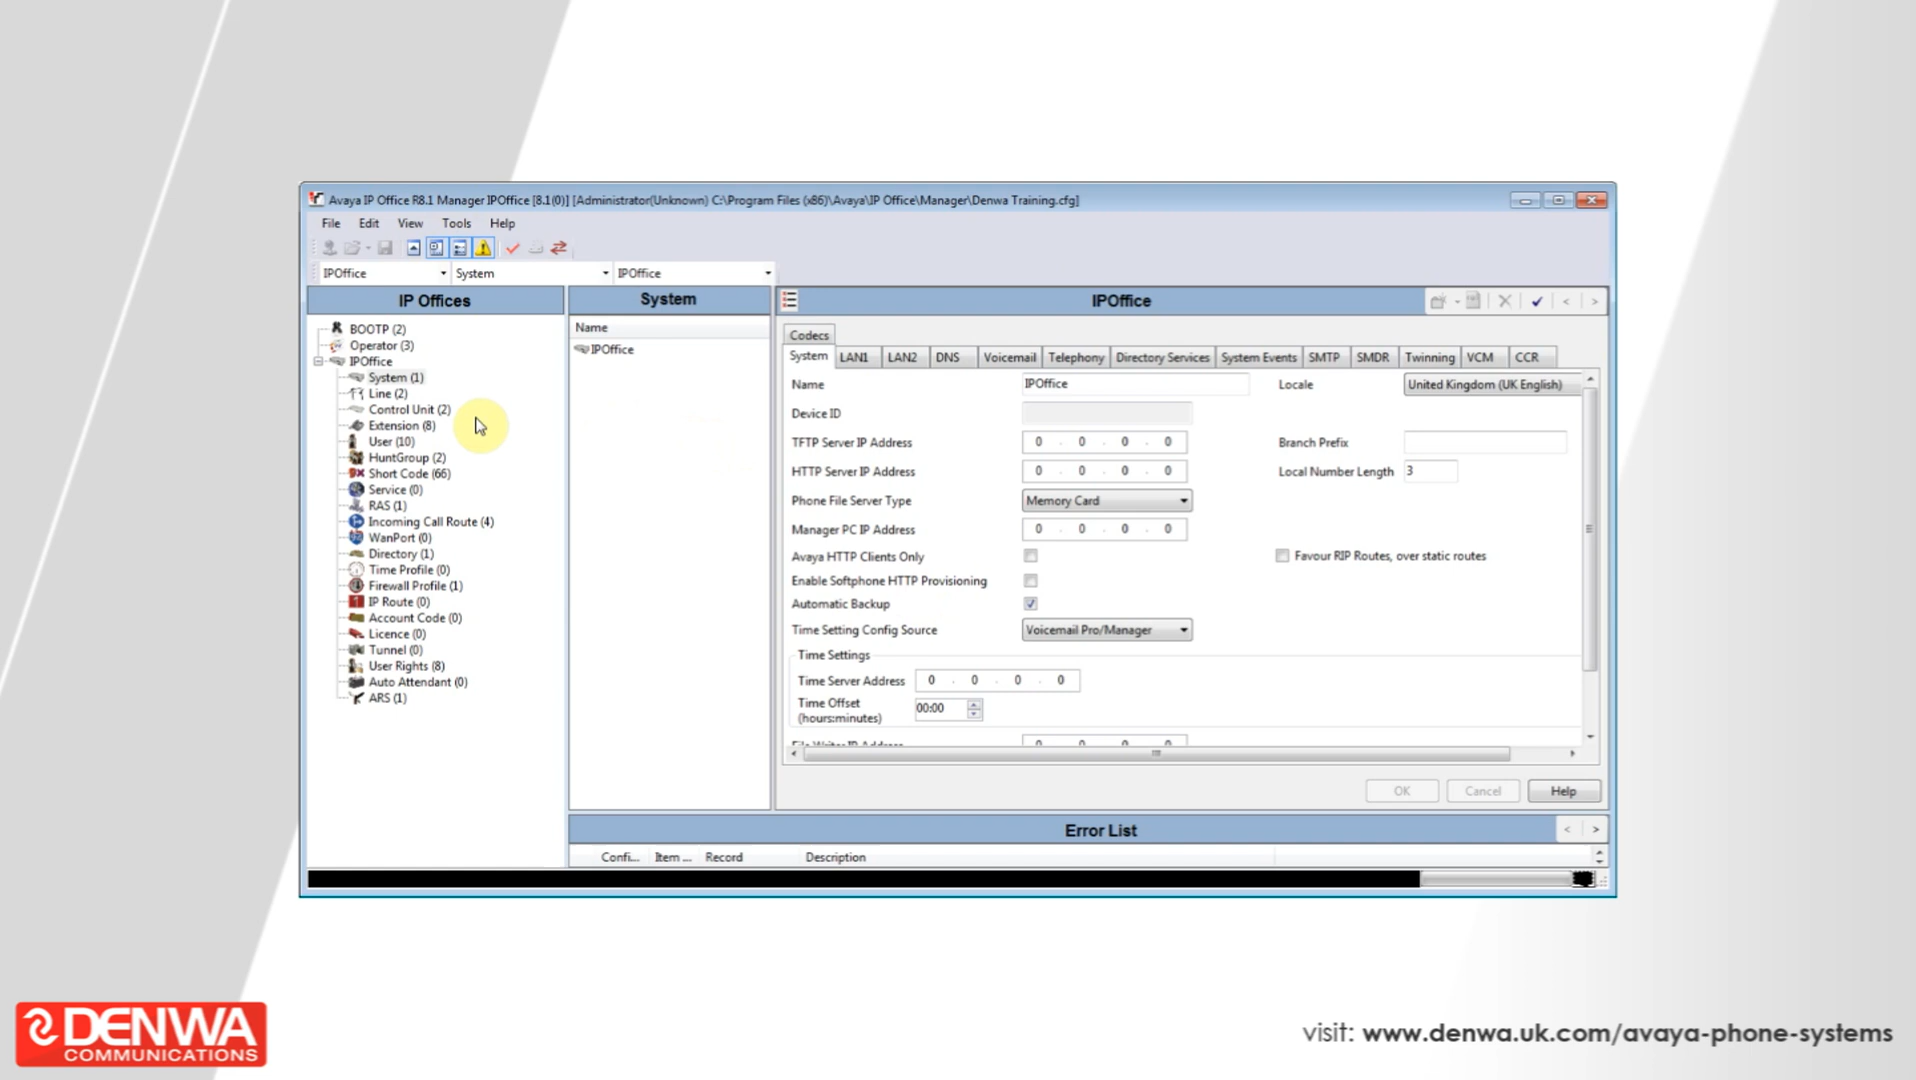 Avaya IP Office R8.1 Manager IPOffice [8.1(0)] [Administrator(Unknown) C:\Program Files (x86)\Avaya\IP Office\Manager\Denwa Training.cfg]
File Edit View Tools Help
IPOffice System IPOffice
IP Offices
BOOTP (2)
Operator (3)
IPOffice
System (1)
Line (2)
Control Unit (2)
Extension (8)
User (10)
HuntGroup (2)
Short Code (66)
Service (0)
RAS (1)
Incoming Call Route (4)
WanPort (0)
Directory (1)
Time Profile (0)
Firewall Profile (1)
IP Route (0)
Account Code (0)
Licence (0)
Tunnel (0)
User Rights (8)
Auto Attendant (0)
ARS (1)
System
Name
IPOffice
IPOffice
Codecs
System LAN1 LAN2 DNS Voicemail Telephony Directory Services System Events SMTP SMDR Twinning VCM CCR
Name IPOffice Locale United Kingdom (UK English)
Device ID
TFTP Server IP Address 0 . 0 . 0 . 0 Branch Prefix
HTTP Server IP Address 0 . 0 . 0 . 0 Local Number Length 3
Phone File Server Type Memory Card
Manager PC IP Address 0 . 0 . 0 . 0
Avaya HTTP Clients Only Favour RIP Routes, over static routes
Enable Softphone HTTP Provisioning
Automatic Backup
Time Setting Config Source Voicemail Pro/Manager
Time Settings
Time Server Address 0 . 0 . 0 . 0
Time Offset 00:00
(hours:minutes)
File Writer IP Address 0 0 0 0
OK Cancel Help
Error List
Confi... Item ... Record Description
DENWA
COMMUNICATIONS
visit: www.denwa.uk.com/avaya-phone-systems